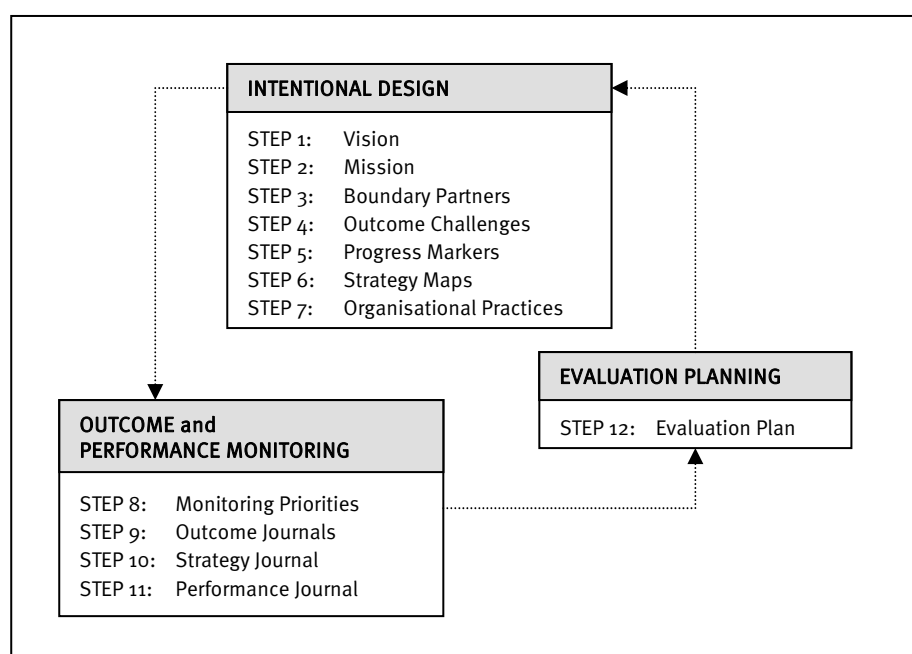 INTENTIONAL DESIGN
STEP 1: Vision
STEP 2: Mission
STEP 3: Boundary Partners
STEP 4: Outcome Challenges
STEP 5: Progress Markers
STEP 6: Strategy Maps
STEP 7: Organisational Practices
OUTCOME and
PERFORMANCE MONITORING
STEP 8: Monitoring Priorities
STEP 9: Outcome Journals
STEP 10: Strategy Journal
STEP 11: Performance Journal
EVALUATION PLANNING
STEP 12: Evaluation Plan